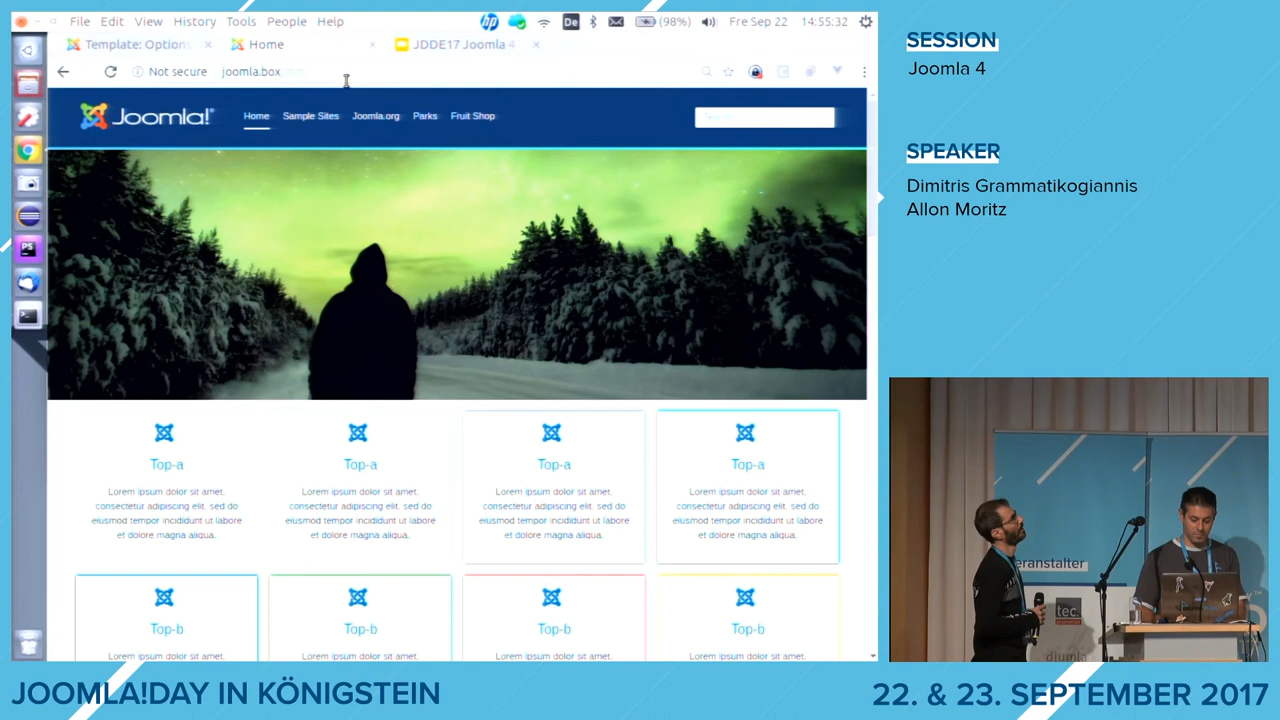 File Edit View History Tools People Help
hp
De
(98%)
Fre Sep 22
14:55:32
Template: Options
Home
JDDE17 Joomla 4
Not secure
joomla.box
Joomla!®
Home
Sample Sites
Joomla.org
Parks
Fruit Shop
Top-a
Lorem ipsum dolor sit amet,
consectetur adipiscing elit, sed do
eiusmod tempor incididunt ut labore
et dolore magna aliqua.
Top-a
Lorem ipsum dolor sit amet,
consectetur adipiscing elit, sed do
eiusmod tempor incididunt ut labore
et dolore magna aliqua.
Top-a
Lorem ipsum dolor sit amet,
consectetur adipiscing elit, sed do
eiusmod tempor incididunt ut labore
et dolore magna aliqua.
Top-a
Lorem ipsum dolor sit amet,
consectetur adipiscing elit, sed do
eiusmod tempor incididunt ut labore
et dolore magna aliqua.
Top-b
Lorem ipsum dolor sit amet,
Top-b
Lorem ipsum dolor sit amet,
Top-b
Lorem ipsum dolor sit amet,
Top-b
Lorem ipsum dolor sit amet,
PS
SESSION
Joomla 4
SPEAKER
Dimitris Grammatikogiannis
Allon Moritz
eranstalter
tec.
djumla
JOOMLA!DAY IN KÖNIGSTEIN
22. & 23. SEPTEMBER 2017